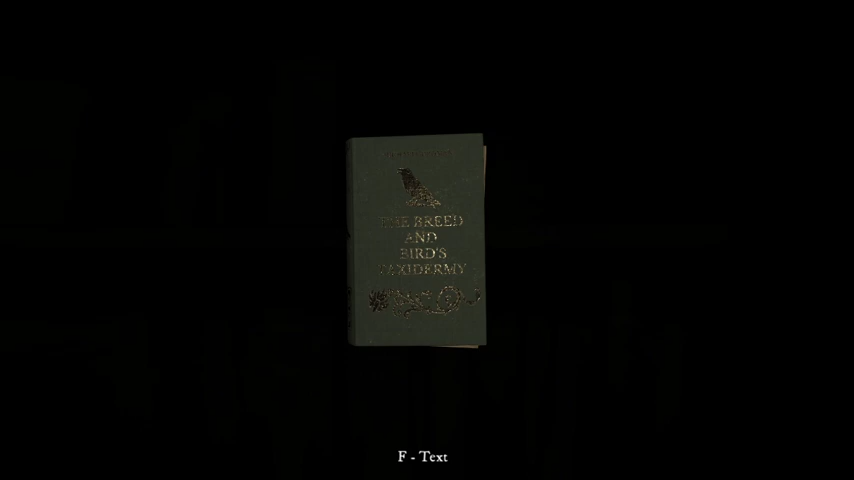 THE BREED
AND
BIRD'S
TAXIDERMY
F - Text